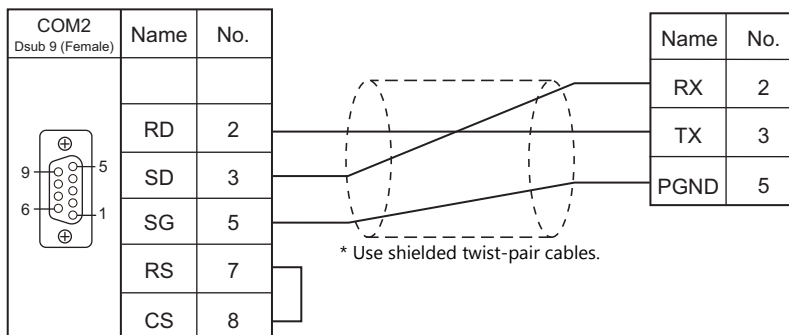 COM2
Dsub 9 (Female)
Name No.
RD 2
SD 3
SG 5
RS 7
CS 8
9
5
6
1
Name No.
RX 2
TX 3
PGND 5
* Use shielded twist-pair cables.